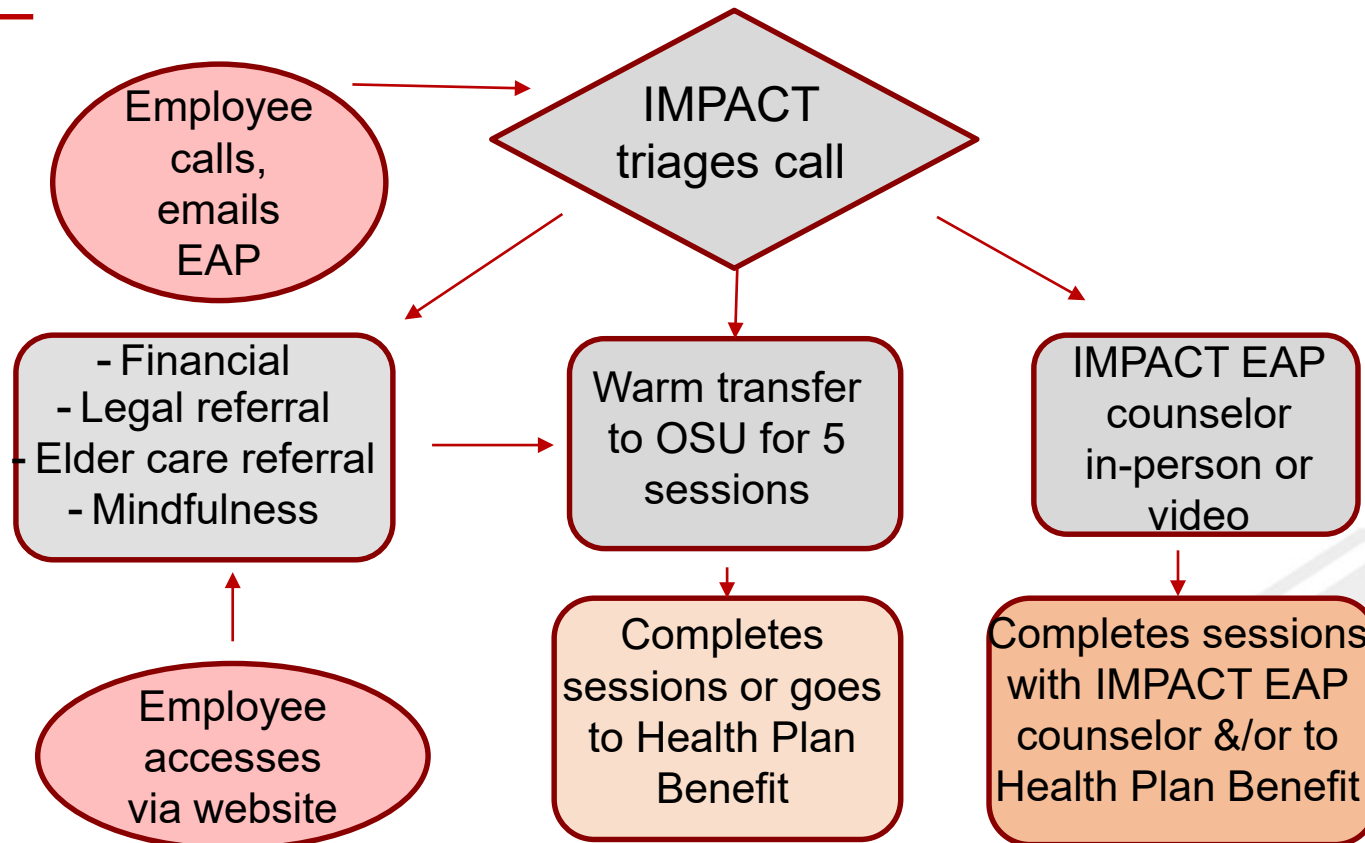 Employee
calls,
emails
EAP
IMPACT
triages call
- Financial
- Legal referral
- Elder care referral
- Mindfulness
Warm transfer
to OSU for 5
sessions
IMPACT EAP
counselor
in-person or
video
Employee
accesses
via website
Completes
sessions or goes
to Health Plan
Benefit
Completes sessions
with IMPACT EAP
counselor &/or to
Health Plan Benefit